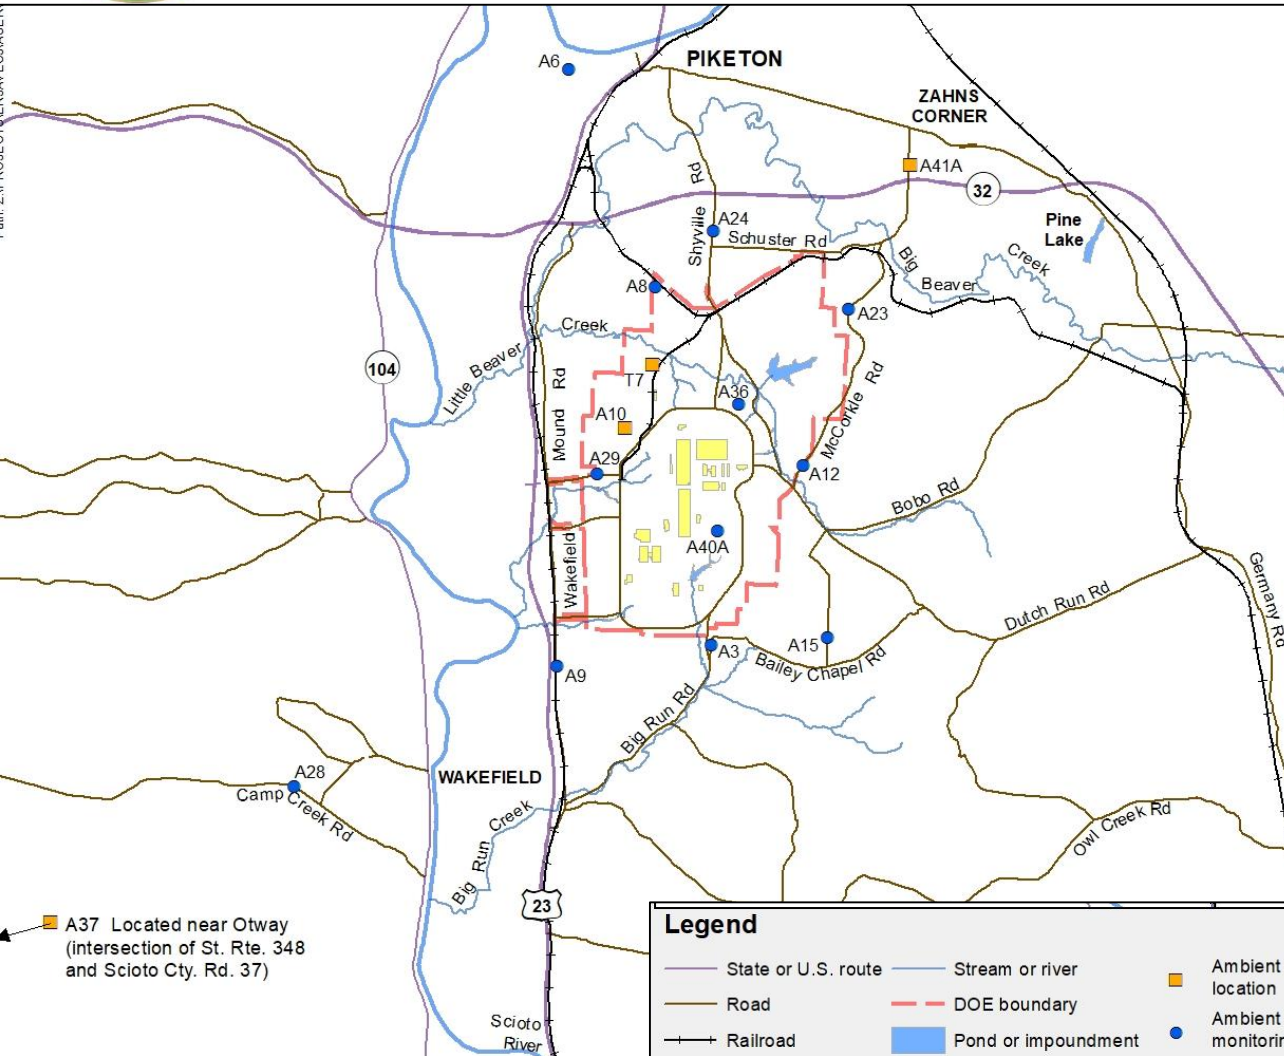 PIKETON
A6
ZAHNS
CORNER
A41A
32
Rd
Shyville
A24
Schuster Rd
Pine
Lake
Big
Beaver
Creek
A8
A23
Creek
Little Beaver
104
T7
Mound Rd
A36
A10
McCorkle Rd
A29
A12
Bobo Rd
A40A
Wakefield
Germany Rd
Dutch Run Rd
A3
A15
Bailey Chapel Rd
A9
Big Run Rd
A28
WAKEFIELD
Camp Creek Rd
Big Run Creek
Owl Creek Rd
23
A37 Located near Otway
(intersection of St. Rte. 348
and Scioto Cty. Rd. 37)
Scioto
River
Legend
State or U.S. route
Road
Railroad
Stream or river
DOE boundary
Pond or impoundment
Ambient
location
Ambient